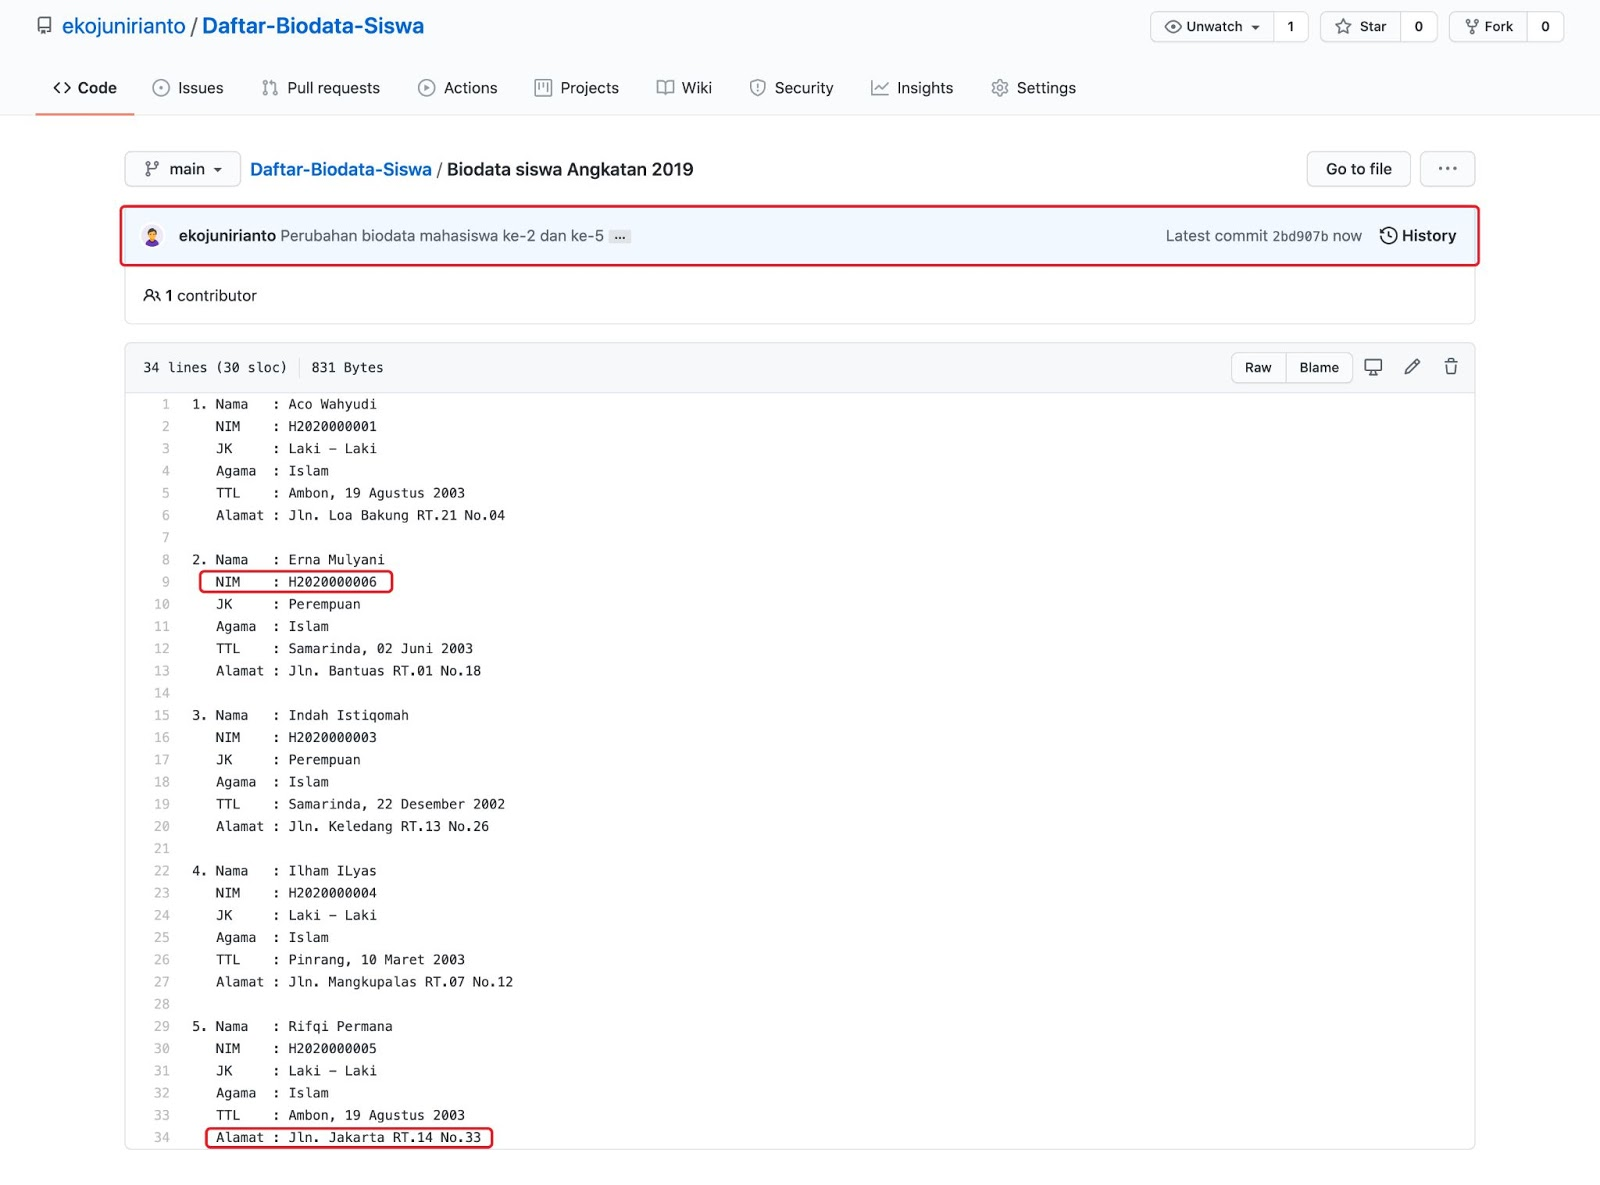 ekojunirianto / Daftar-Biodata-Siswa
Unwatch 1 Star 0 Fork 0
Code Issues Pull requests Actions Projects Wiki Security Insights Settings
main Daftar-Biodata-Siswa / Biodata siswa Angkatan 2019 Go to file ...
ekojunirianto Perubahan biodata mahasiswa ke-2 dan ke-5 ... Latest commit 2bd907b now History
1 contributor
34 lines (30 sloc) 831 Bytes Raw Blame
1 1. Nama : Aco Wahyudi
2 NIM : H2020000001
3 JK : Laki – Laki
4 Agama : Islam
5 TTL : Ambon, 19 Agustus 2003
6 Alamat : Jln. Loa Bakung RT.21 No.04
7
8 2. Nama : Erna Mulyani
9 NIM : H2020000006
10 JK : Perempuan
11 Agama : Islam
12 TTL : Samarinda, 02 Juni 2003
13 Alamat : Jln. Bantuas RT.01 No.18
14
15 3. Nama : Indah Istiqomah
16 NIM : H2020000003
17 JK : Perempuan
18 Agama : Islam
19 TTL : Samarinda, 22 Desember 2002
20 Alamat : Jln. Keledang RT.13 No.26
21
22 4. Nama : Ilham ILyas
23 NIM : H2020000004
24 JK : Laki – Laki
25 Agama : Islam
26 TTL : Pinrang, 10 Maret 2003
27 Alamat : Jln. Mangkupalas RT.07 No.12
28
29 5. Nama : Rifqi Permana
30 NIM : H2020000005
31 JK : Laki – Laki
32 Agama : Islam
33 TTL : Ambon, 19 Agustus 2003
34 Alamat : Jln. Jakarta RT.14 No.33